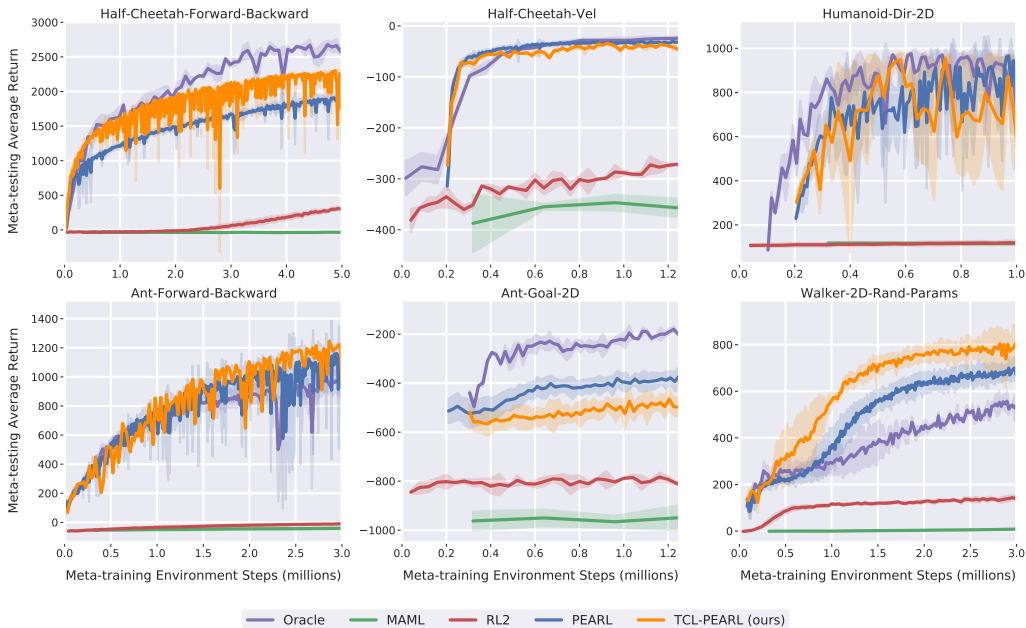 Half-Cheetah-Forward-Backward
Half-Cheetah-Vel
Humanoid-Dir-2D
Meta-testing Average Return
3000
2500
2000
1500
1000
500
0
0.0 1.0 2.0 3.0 4.0 5.0
0
−100
−200
−300
−400
0.0 0.2 0.4 0.6 0.8 1.0 1.2
1000
800
600
400
200
0.0 0.2 0.4 0.6 0.8 1.0
Ant-Forward-Backward
Ant-Goal-2D
Walker-2D-Rand-Params
Meta-testing Average Return
1400
1200
1000
800
600
400
200
0
0.0 0.5 1.0 1.5 2.0 2.5 3.0
−200
−400
−600
−800
−1000
0.0 0.2 0.4 0.6 0.8 1.0 1.2
800
600
400
200
0
0.0 0.5 1.0 1.5 2.0 2.5 3.0
Meta-training Environment Steps (millions)
Meta-training Environment Steps (millions)
Meta-training Environment Steps (millions)
Oracle MAML RL2 PEARL TCL-PEARL (ours)